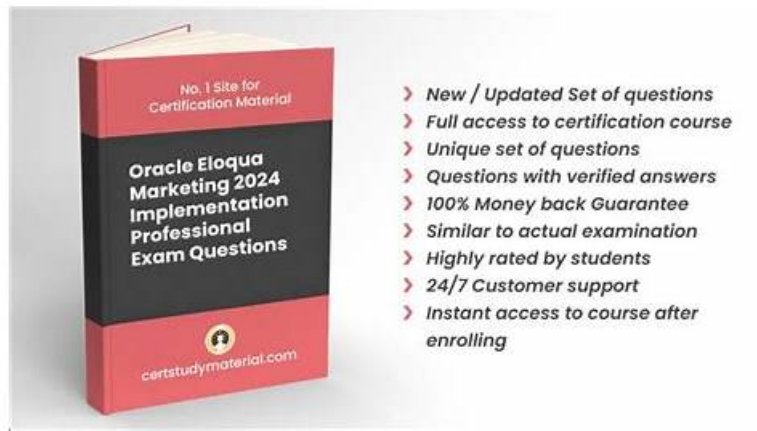 No. 1 Site for
Certification Material
Oracle Eloqua
Marketing 2024
Implementation
Professional
Exam Questions
certstudymaterial.com
New / Updated Set of questions
Full access to certification course
Unique set of questions
Questions with verified answers
100% Money back Guarantee
Similar to actual examination
Highly rated by students
24/7 Customer support
Instant access to course after
enrolling